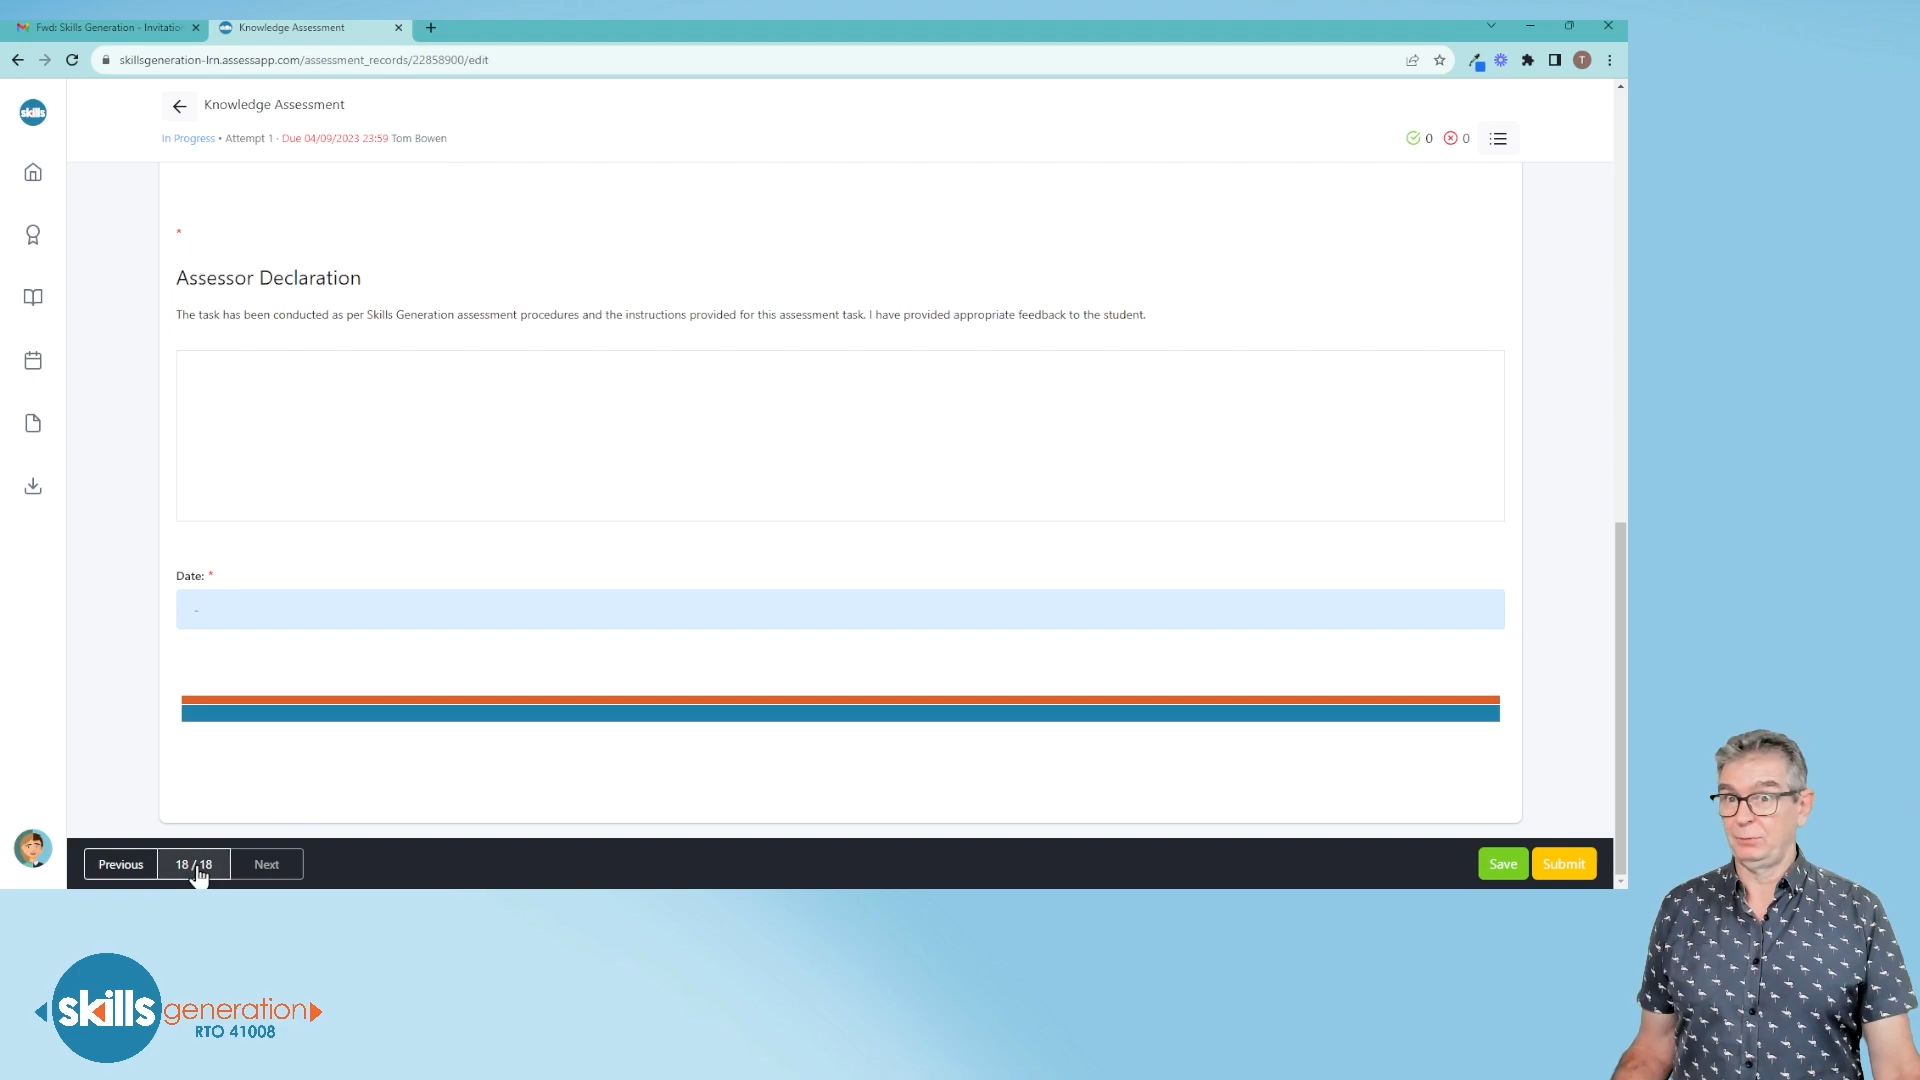 Fwd: Skills Generation - Invitatio
Knowledge Assessment
skillsgeneration-lrn.assessapp.com/assessment_records/22858900/edit
T
skills
Knowledge Assessment
In Progress • Attempt 1 · Due 04/09/2023 23:59 Tom Bowen
0 0
*
Assessor Declaration
The task has been conducted as per Skills Generation assessment procedures and the instructions provided for this assessment task. I have provided appropriate feedback to the student.
Date: *
-
Previous
18 / 18
Next
Save
Submit
skills generation
RTO 41008